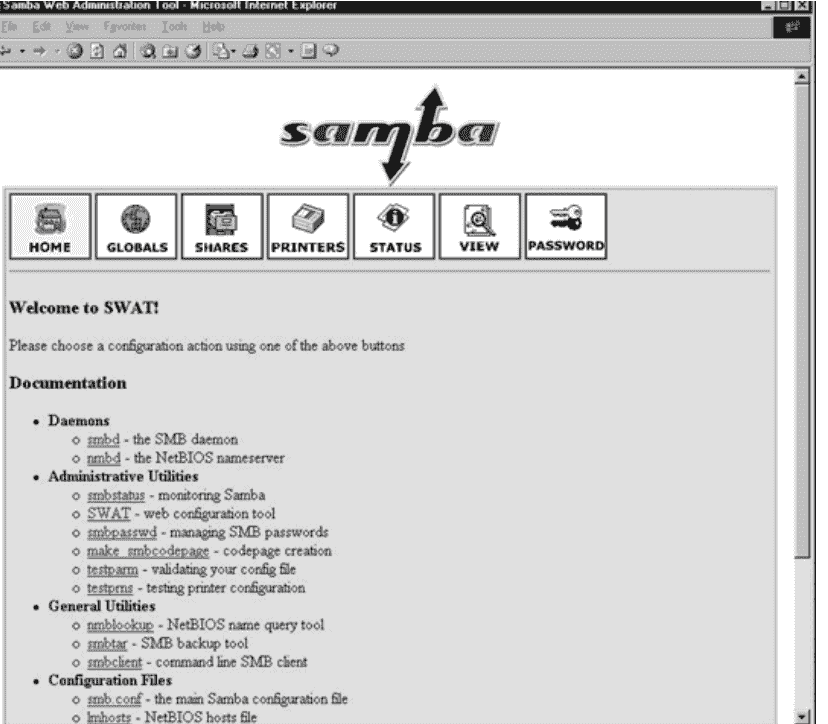 Samba Web Administration Tool - Microsoft Internet Explorer
File Edit View Favorites Tools Help
samba
HOME GLOBALS SHARES PRINTERS STATUS VIEW PASSWORD
Welcome to SWAT!
Please choose a configuration action using one of the above buttons
Documentation
• Daemons
o smbd - the SMB daemon
o nmbd - the NetBIOS nameserver
• Administrative Utilities
o smbstatus - monitoring Samba
o SWAT - web configuration tool
o smbpasswd - managing SMB passwords
o make_smbcodepage - codepage creation
o testparm - validating your config file
o testprns - testing printer configuration
• General Utilities
o nmblookup - NetBIOS name query tool
o smbtar - SMB backup tool
o smbclient - command line SMB client
• Configuration Files
o smb.conf - the main Samba configuration file
o lmhosts - NetBIOS hosts file